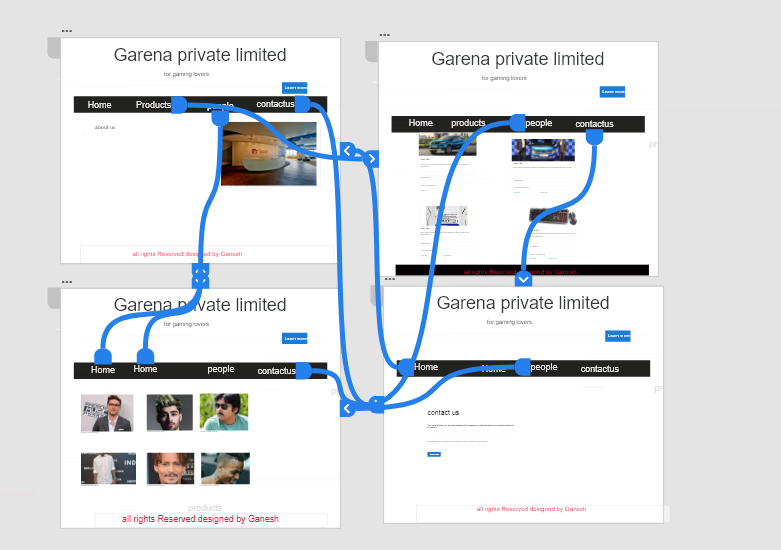 Garena private limited
for gaming lovers
Learn more
Home Products people contactus
about us
all rights Reserved designed by Ganesh
Garena private limited
for gaming lovers
Learn more
Home products people contactus
all rights Reserved designed by Ganesh
Garena private limited
for gaming lovers
Learn more
Home Home people contactus
products
all rights Reserved designed by Ganesh
Garena private limited
for gaming lovers
Learn more
Home Home people contactus
contact us
all rights Reserved designed by Ganesh